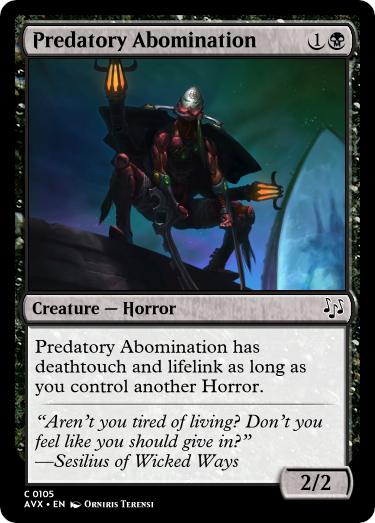 Predatory Abomination 1
Creature — Horror
Predatory Abomination has
deathtouch and lifelink as long as
you control another Horror.
“Aren’t you tired of living? Don’t you
feel like you should give in?”
—Sesilius of Wicked Ways
2/2
C 0105
AVX • EN Orniris Terensi